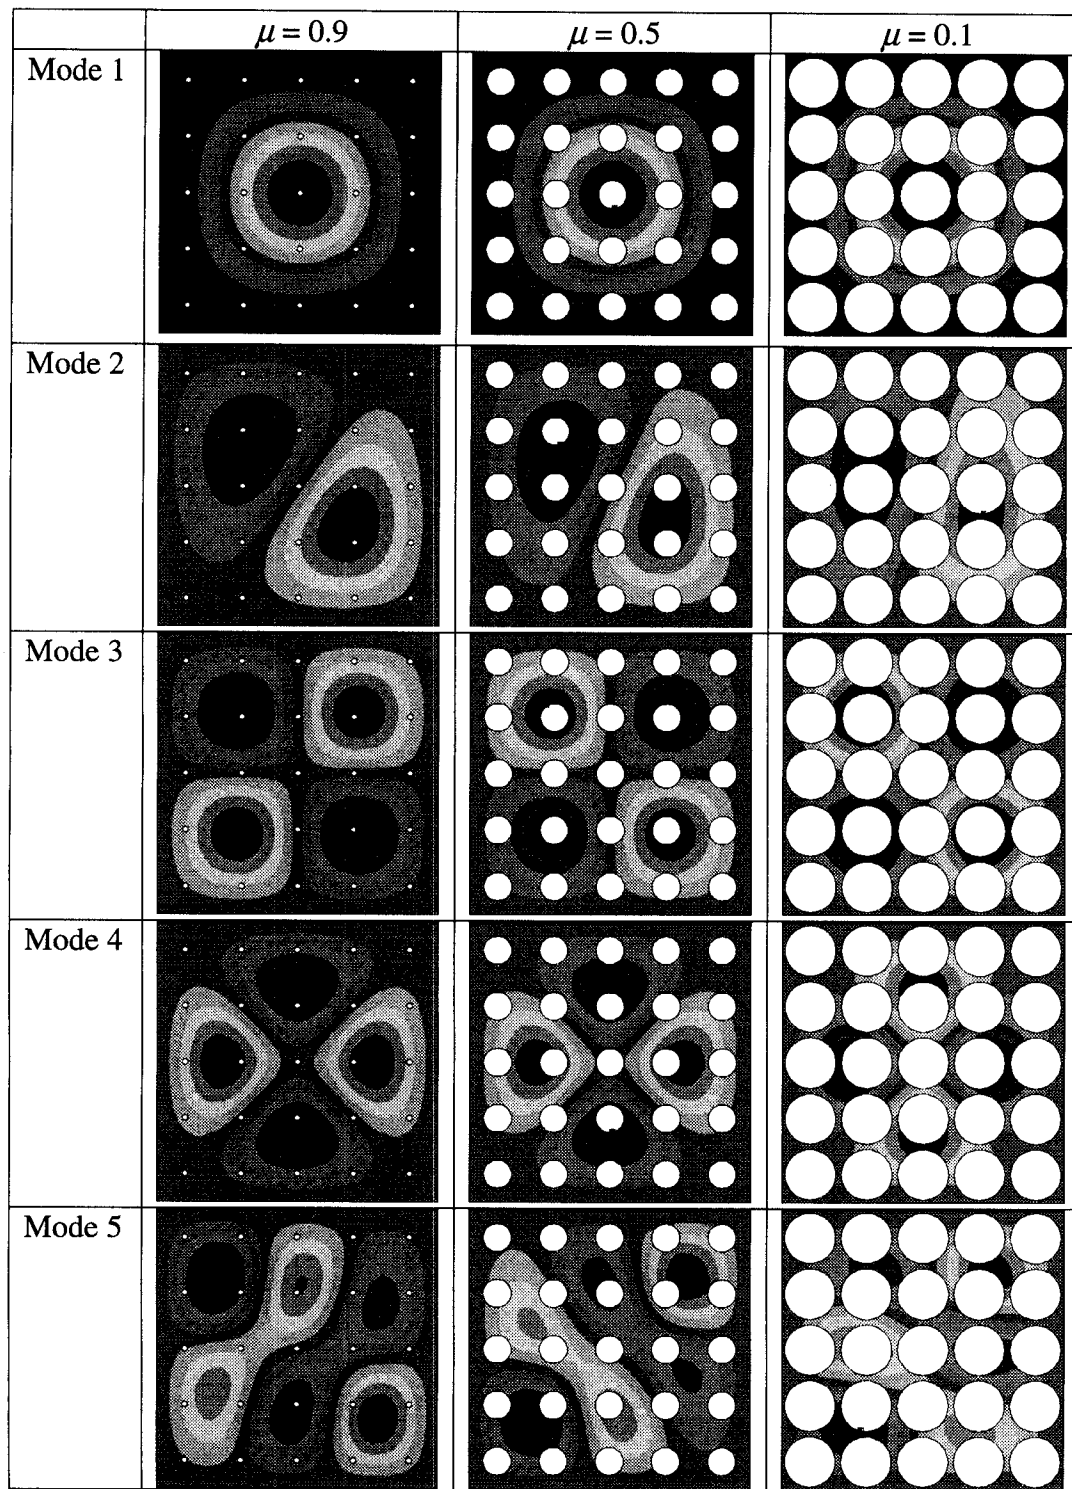 μ = 0.9 μ = 0.5 μ = 0.1
Mode 1
Mode 2
Mode 3
Mode 4
Mode 5